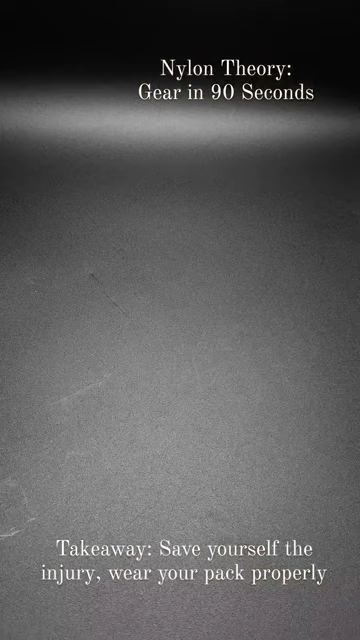 Nylon Theory:
Gear in 90 Seconds
Takeaway: Save yourself the
injury, wear your pack properly